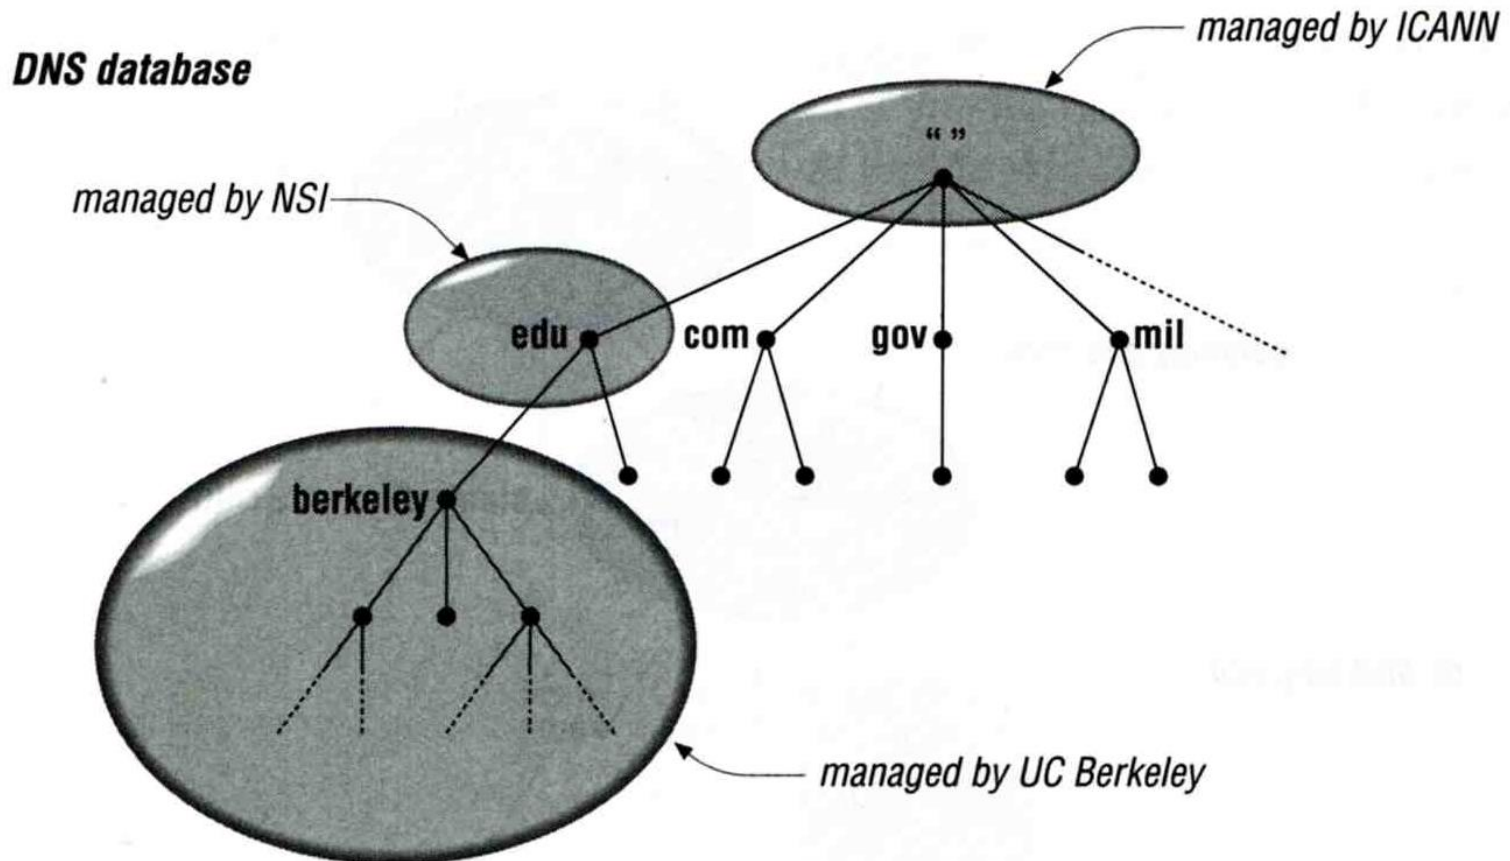 managed by ICANN
DNS database
“ ”
managed by NSI
edu
com
gov
mil
berkeley
managed by UC Berkeley